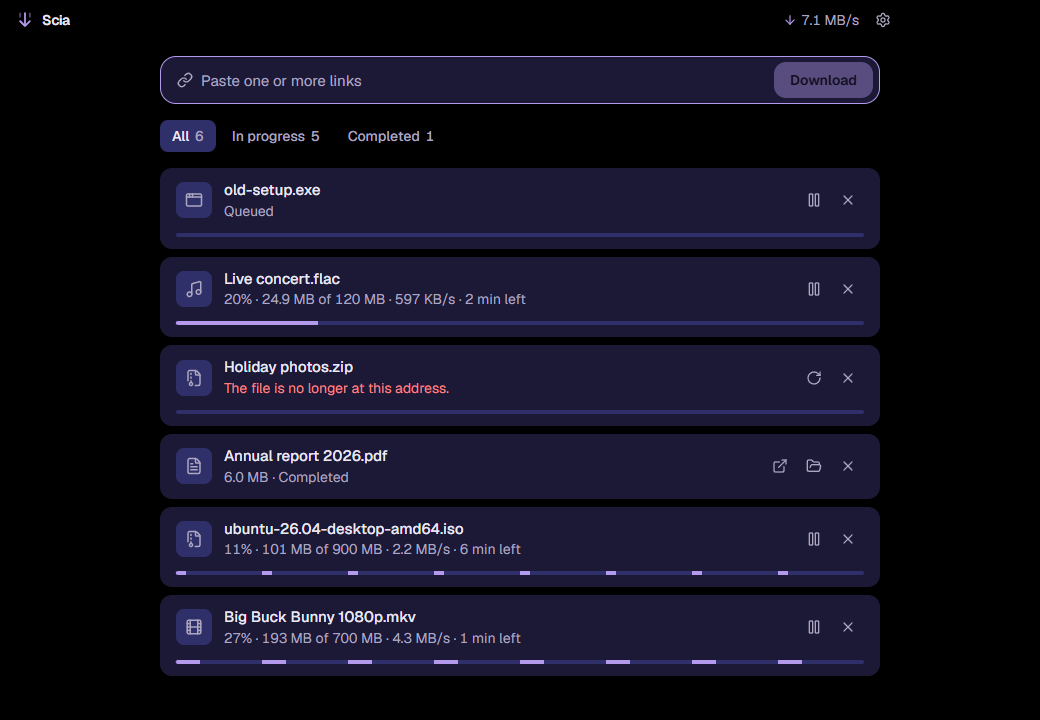 Scia
7.1 MB/s
Paste one or more links
Download
All 6
In progress 5
Completed 1
old-setup.exe
Queued
Live concert.flac
20% · 24.9 MB of 120 MB · 597 KB/s · 2 min left
Holiday photos.zip
The file is no longer at this address.
Annual report 2026.pdf
6.0 MB · Completed
ubuntu-26.04-desktop-amd64.iso
11% · 101 MB of 900 MB · 2.2 MB/s · 6 min left
Big Buck Bunny 1080p.mkv
27% · 193 MB of 700 MB · 4.3 MB/s · 1 min left